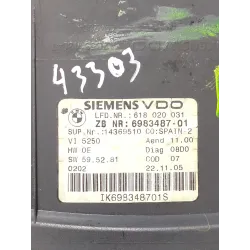 43303
SIEMENS VDO
LFD.NR.: 618 020 031
ZB NR: 6983487-01
SUP.Nr.:14369510 CO:SPAIN-2
VI 5250 Aend 11.00
HW 0E Diag 08D0
SW 59.52.81 COD 07
0202 22.11.05
IK698348701S